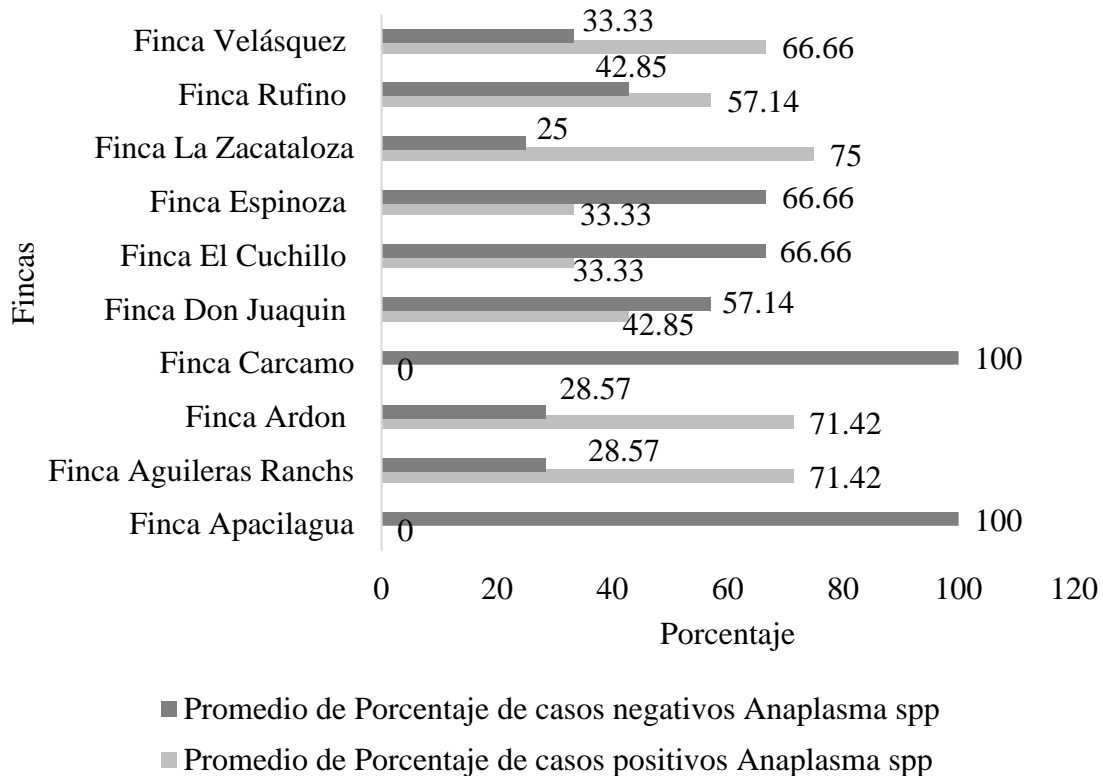 33.33
Finca Velásquez
66.66
42.85
Finca Rufino
57.14
25
Finca La Zacataloza
75
Finca Espinoza
66.66
33.33
Finca El Cuchillo
66.66
33.33
Finca Don Juaquin
57.14
42.85
Finca Carcamo
100
0
28.57
Finca Ardon
71.42
28.57
Finca Aguileras Ranchs
71.42
Finca Apacilagua
100
0
Fincas
0 20 40 60 80 100 120
Porcentaje
Promedio de Porcentaje de casos negativos Anaplasma spp
Promedio de Porcentaje de casos positivos Anaplasma spp